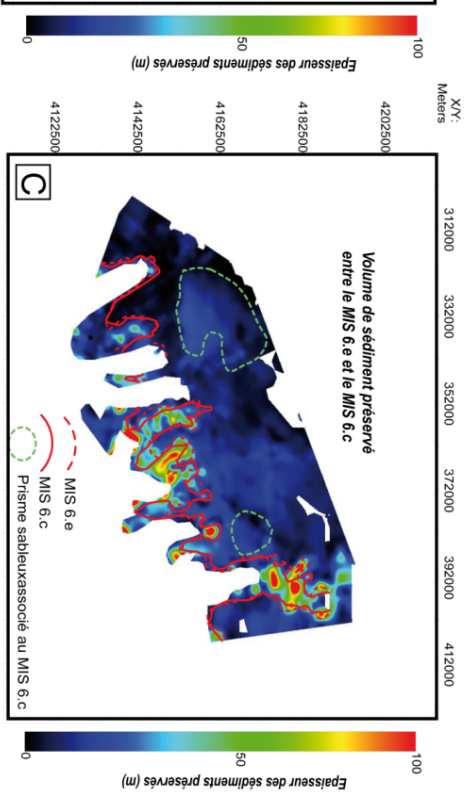 0
50
100
Epaisseur des sédiments préservés (m)
X/Y:
Meters
312000
332000
352000
372000
392000
412000
4202500
4182500
4162500
4142500
4122500
Volume de sédiment préservé
entre le MIS 6.e et le MIS 6.c
C
MIS 6.e
MIS 6.c
Prisme sableuxassocié au MIS 6.c
0
50
100
Epaisseur des sédiments préservés (m)